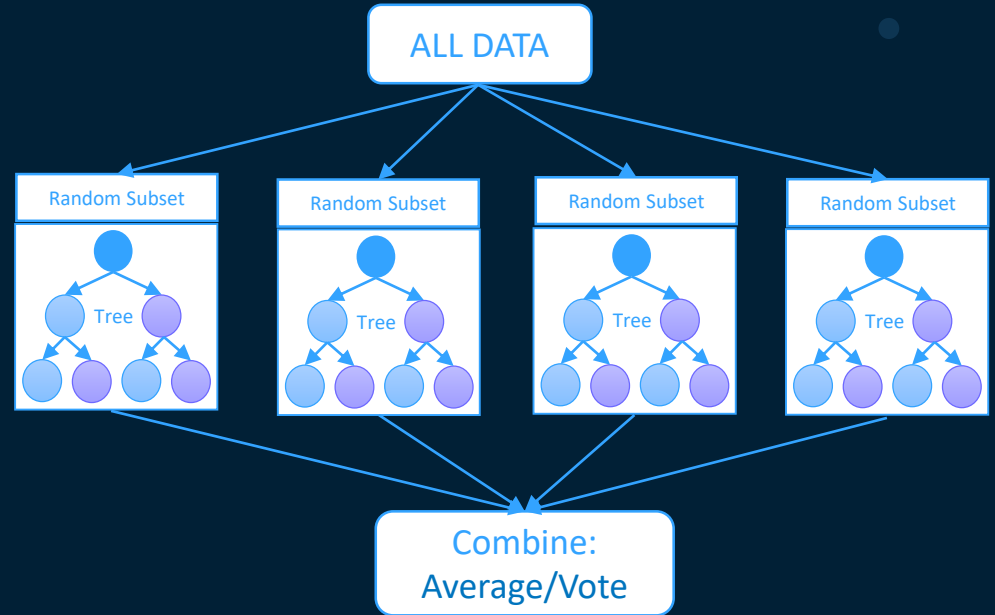 ALL DATA
Random Subset
Random Subset
Random Subset
Random Subset
Tree
Tree
Tree
Tree
Combine:
Average/Vote